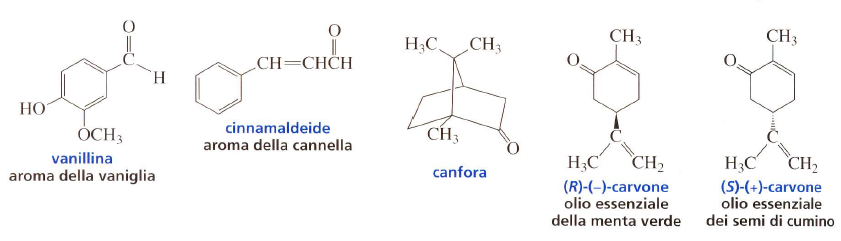 O
C
H
HO
OCH₃
vanillina
aroma della vaniglia
O
CH=CHCH
cinnamaldeide
aroma della cannella
H₃C CH₃
CH₃
O
canfora
CH₃
O
C
H₃C CH₂
(R)-(−)-carvone
olio essenziale
della menta verde
CH₃
O
C
H₃C CH₂
(S)-(+)-carvone
olio essenziale
dei semi di cumino